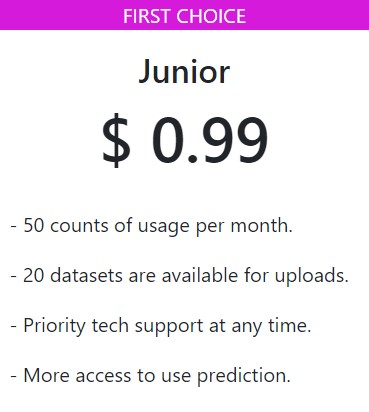 FIRST CHOICE
Junior
$ 0.99
- 50 counts of usage per month.
- 20 datasets are available for uploads.
- Priority tech support at any time.
- More access to use prediction.